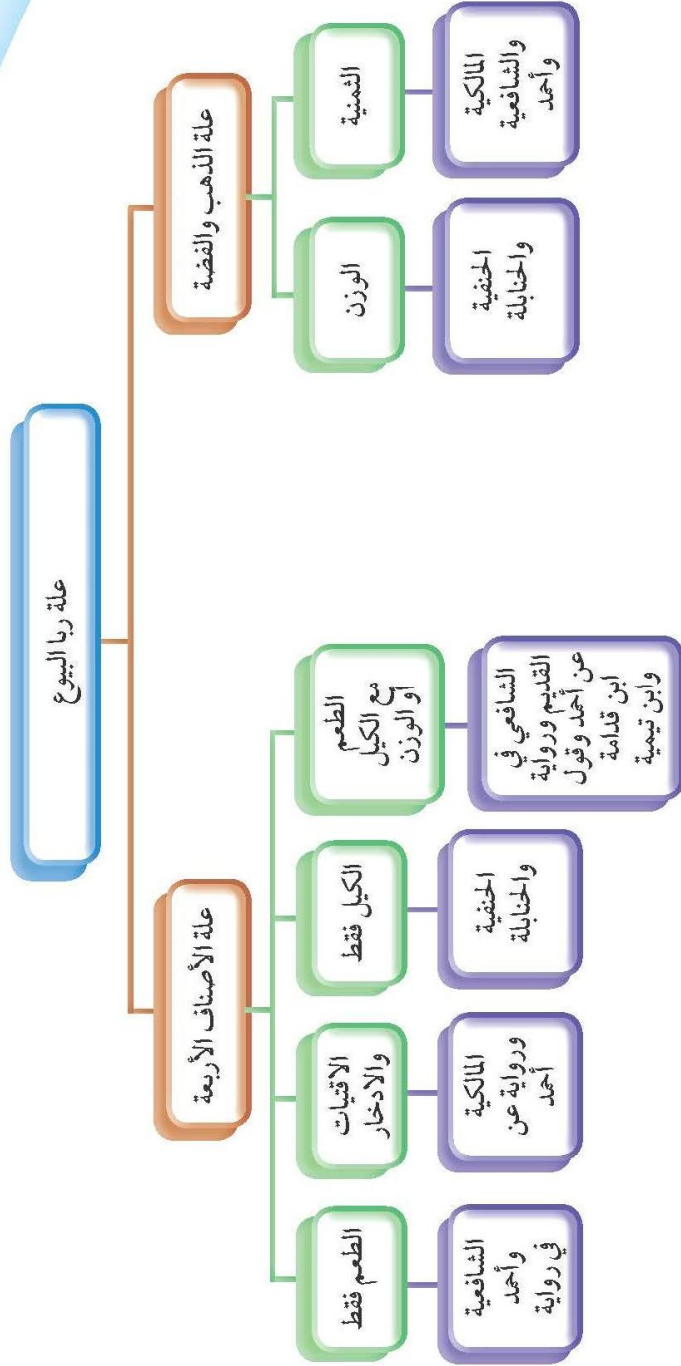 علة ربا البيوع
علة الذهب والفضة
الثمنية
المالكية
والشافعية
وأحمد
الوزن
الحنفية
والحنابلة
علة الأصناف الأربعة
الطعم
مع الكيل
أو الوزن
الشافعي في
القديم ورواية
عن أحمد وقول
ابن قدامة
وابن تيمية
الكيل فقط
الحنفية
والحنابلة
الاقتيات
والادخار
المالكية
ورواية عن
أحمد
الطعم فقط
الشافعية
وأحمد
في رواية